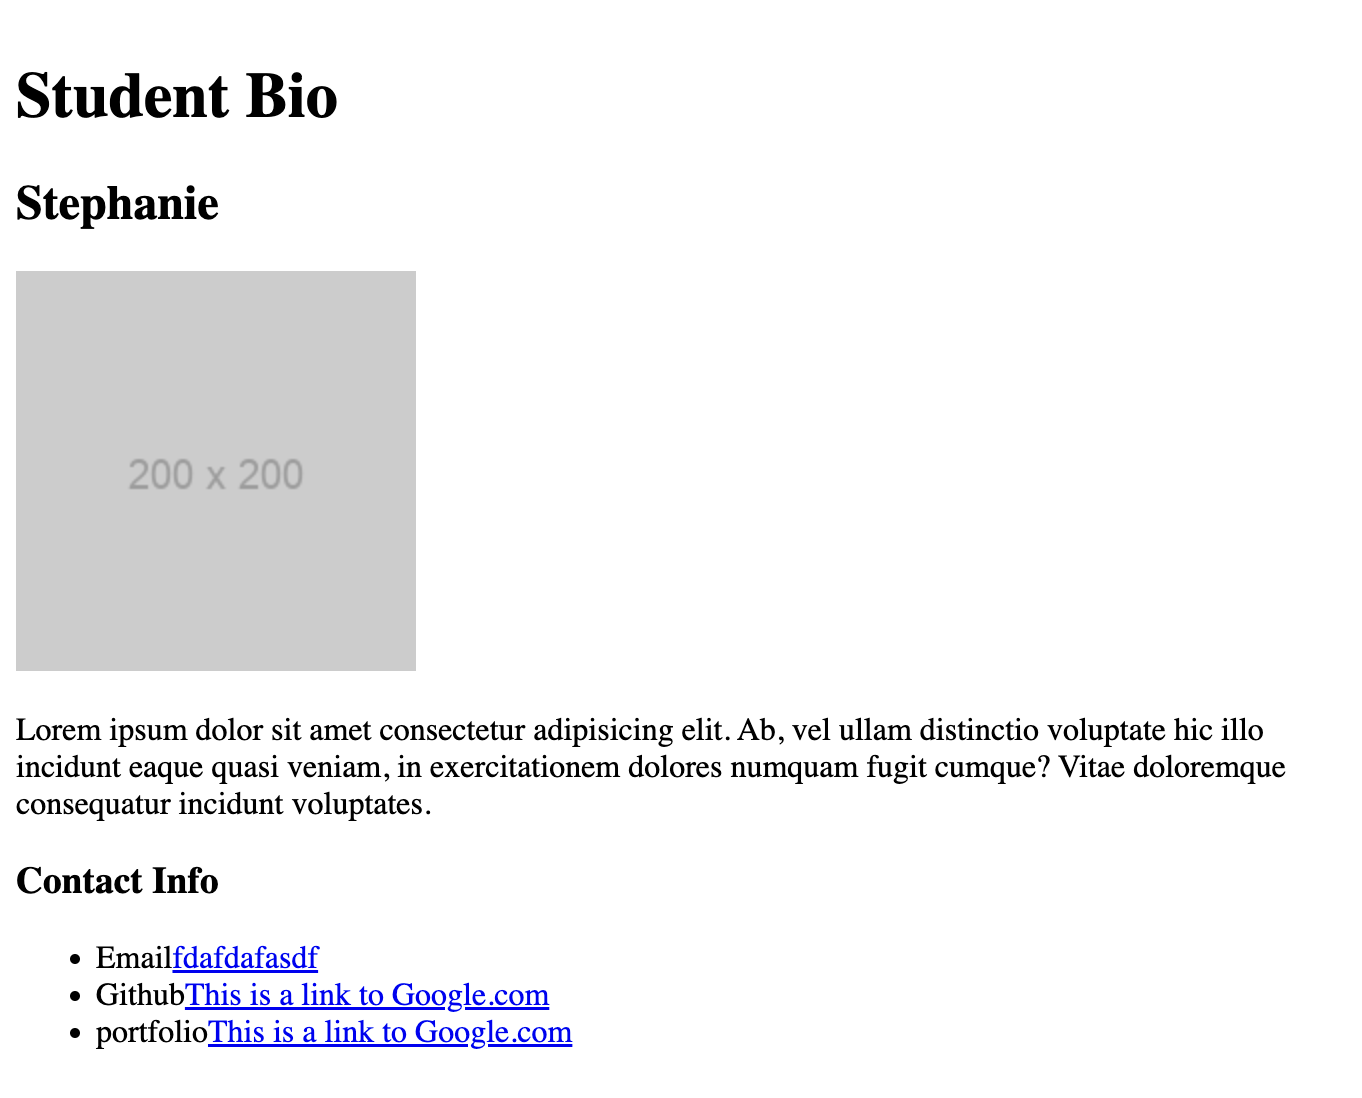 Student Bio
Stephanie
200 x 200
Lorem ipsum dolor sit amet consectetur adipisicing elit. Ab, vel ullam distinctio voluptate hic illo
incidunt eaque quasi veniam, in exercitationem dolores numquam fugit cumque? Vitae doloremque
consequatur incidunt voluptates.
Contact Info
• Emailfdafdafasdf
• GithubThis is a link to Google.com
• portfolioThis is a link to Google.com